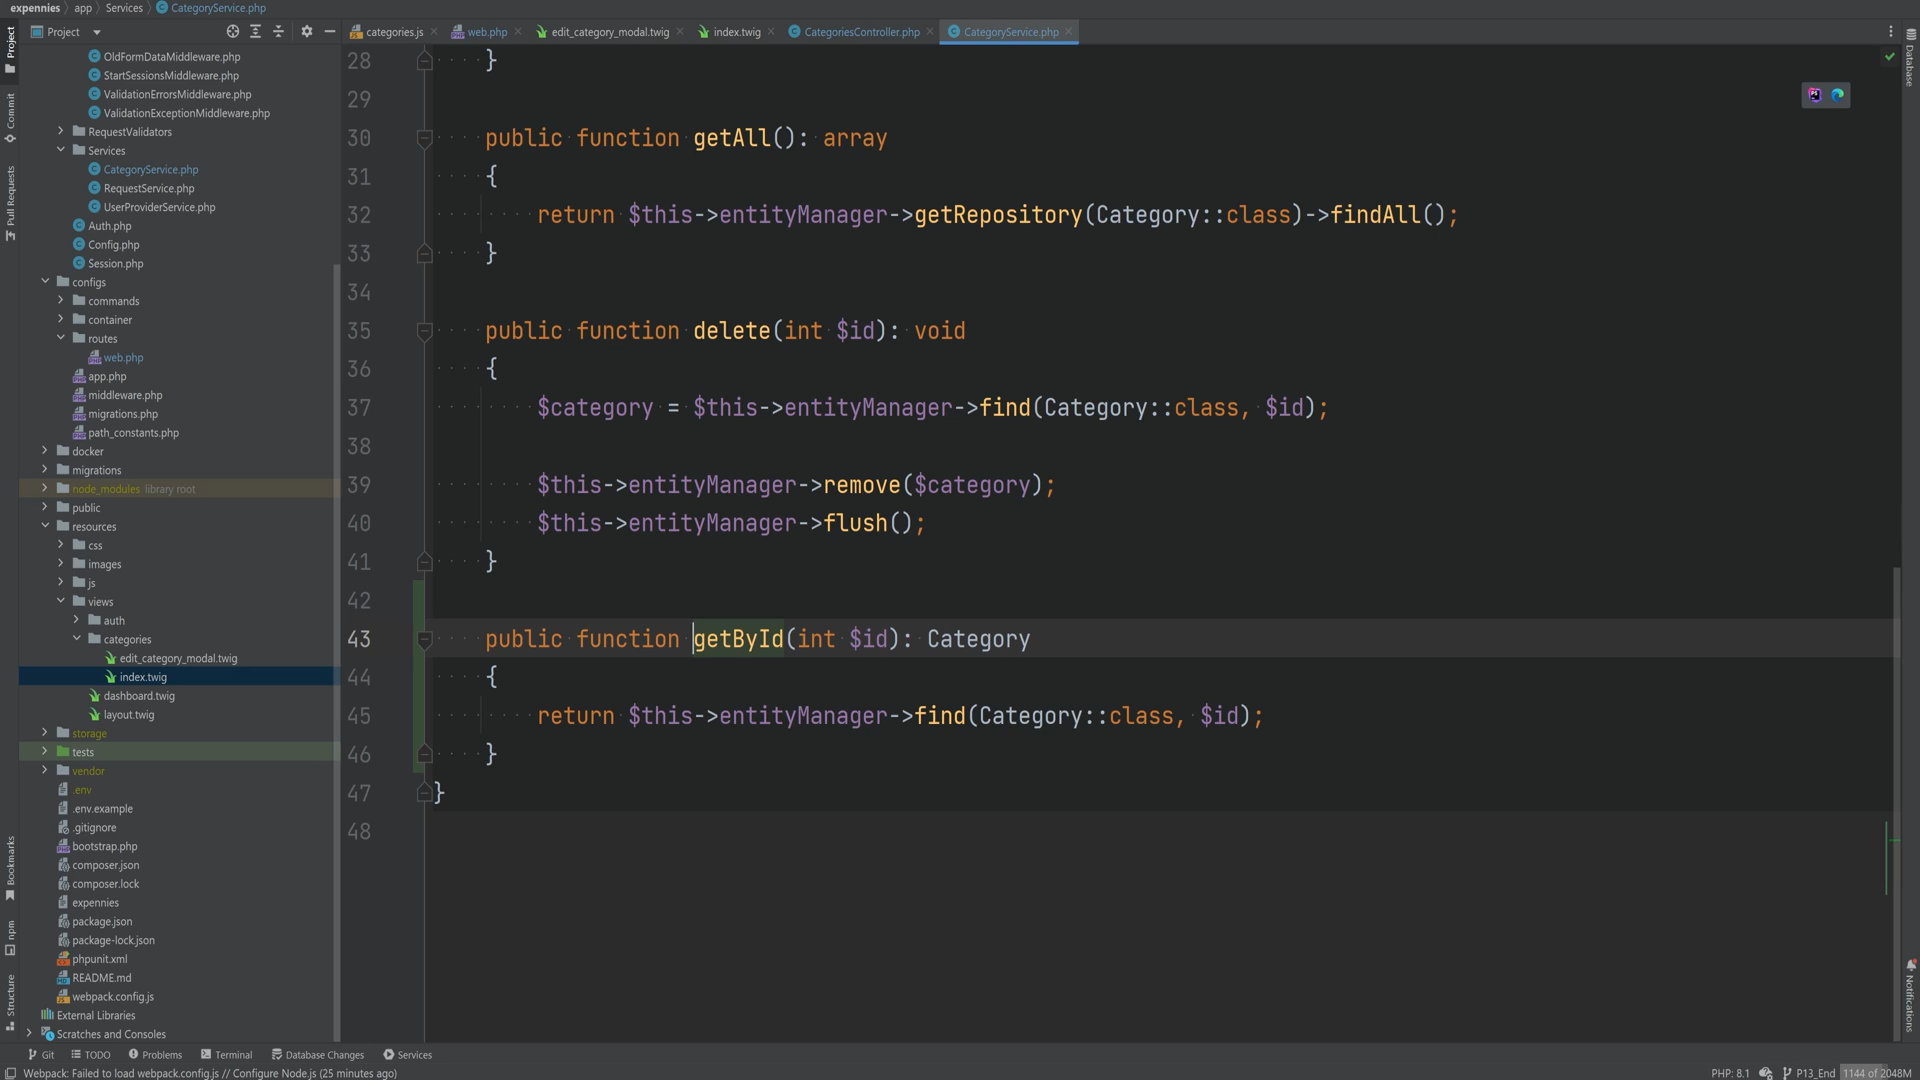 expennies
app
Services
CategoryService.php
Project
categories.js
web.php
edit_category_modal.twig
index.twig
CategoriesController.php
CategoryService.php
Project
Commit
Pull Requests
Bookmarks
npm
Structure
OldFormDataMiddleware.php
StartSessionsMiddleware.php
ValidationErrorsMiddleware.php
ValidationExceptionMiddleware.php
RequestValidators
Services
CategoryService.php
RequestService.php
UserProviderService.php
Auth.php
Config.php
Session.php
configs
commands
container
routes
web.php
app.php
middleware.php
migrations.php
path_constants.php
docker
migrations
node_modules library root
public
resources
css
images
js
views
auth
categories
edit_category_modal.twig
index.twig
dashboard.twig
layout.twig
storage
tests
vendor
.env
.env.example
.gitignore
bootstrap.php
composer.json
composer.lock
expennies
package.json
package-lock.json
phpunit.xml
README.md
webpack.config.js
External Libraries
Scratches and Consoles
28 }
29
30 public function getAll(): array
31 {
32 return $this->entityManager->getRepository(Category::class)->findAll();
33 }
34
35 public function delete(int $id): void
36 {
37 $category = $this->entityManager->find(Category::class, $id);
38
39 $this->entityManager->remove($category);
40 $this->entityManager->flush();
41 }
42
43 public function getById(int $id): Category
44 {
45 return $this->entityManager->find(Category::class, $id);
46 }
47 }
48
Database
Notifications
Git
TODO
Problems
Terminal
Database Changes
Services
Webpack: Failed to load webpack.config.js // Configure Node.js (25 minutes ago)
PHP: 8.1
P13_End
1144 of 2048M